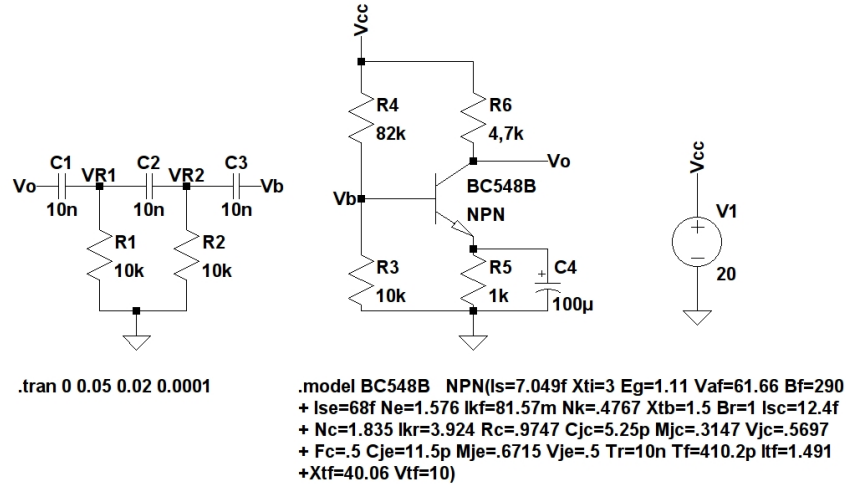 Vcc
R4
82k
R6
4,7k
Vo
BC548B
NPN
Vb
R3
10k
R5
1k
C4
+
100µ
C1
VR1
C2
VR2
C3
Vo
Vb
10n
10n
10n
R1
10k
R2
10k
Vcc
V1
+
−
20
.tran 0 0.05 0.02 0.0001
.model BC548B NPN(Is=7.049f Xti=3 Eg=1.11 Vaf=61.66 Bf=290
+ Ise=68f Ne=1.576 Ikf=81.57m Nk=.4767 Xtb=1.5 Br=1 Isc=12.4f
+ Nc=1.835 Ikr=3.924 Rc=.9747 Cjc=5.25p Mjc=.3147 Vjc=.5697
+ Fc=.5 Cje=11.5p Mje=.6715 Vje=.5 Tr=10n Tf=410.2p Itf=1.491
+Xtf=40.06 Vtf=10)